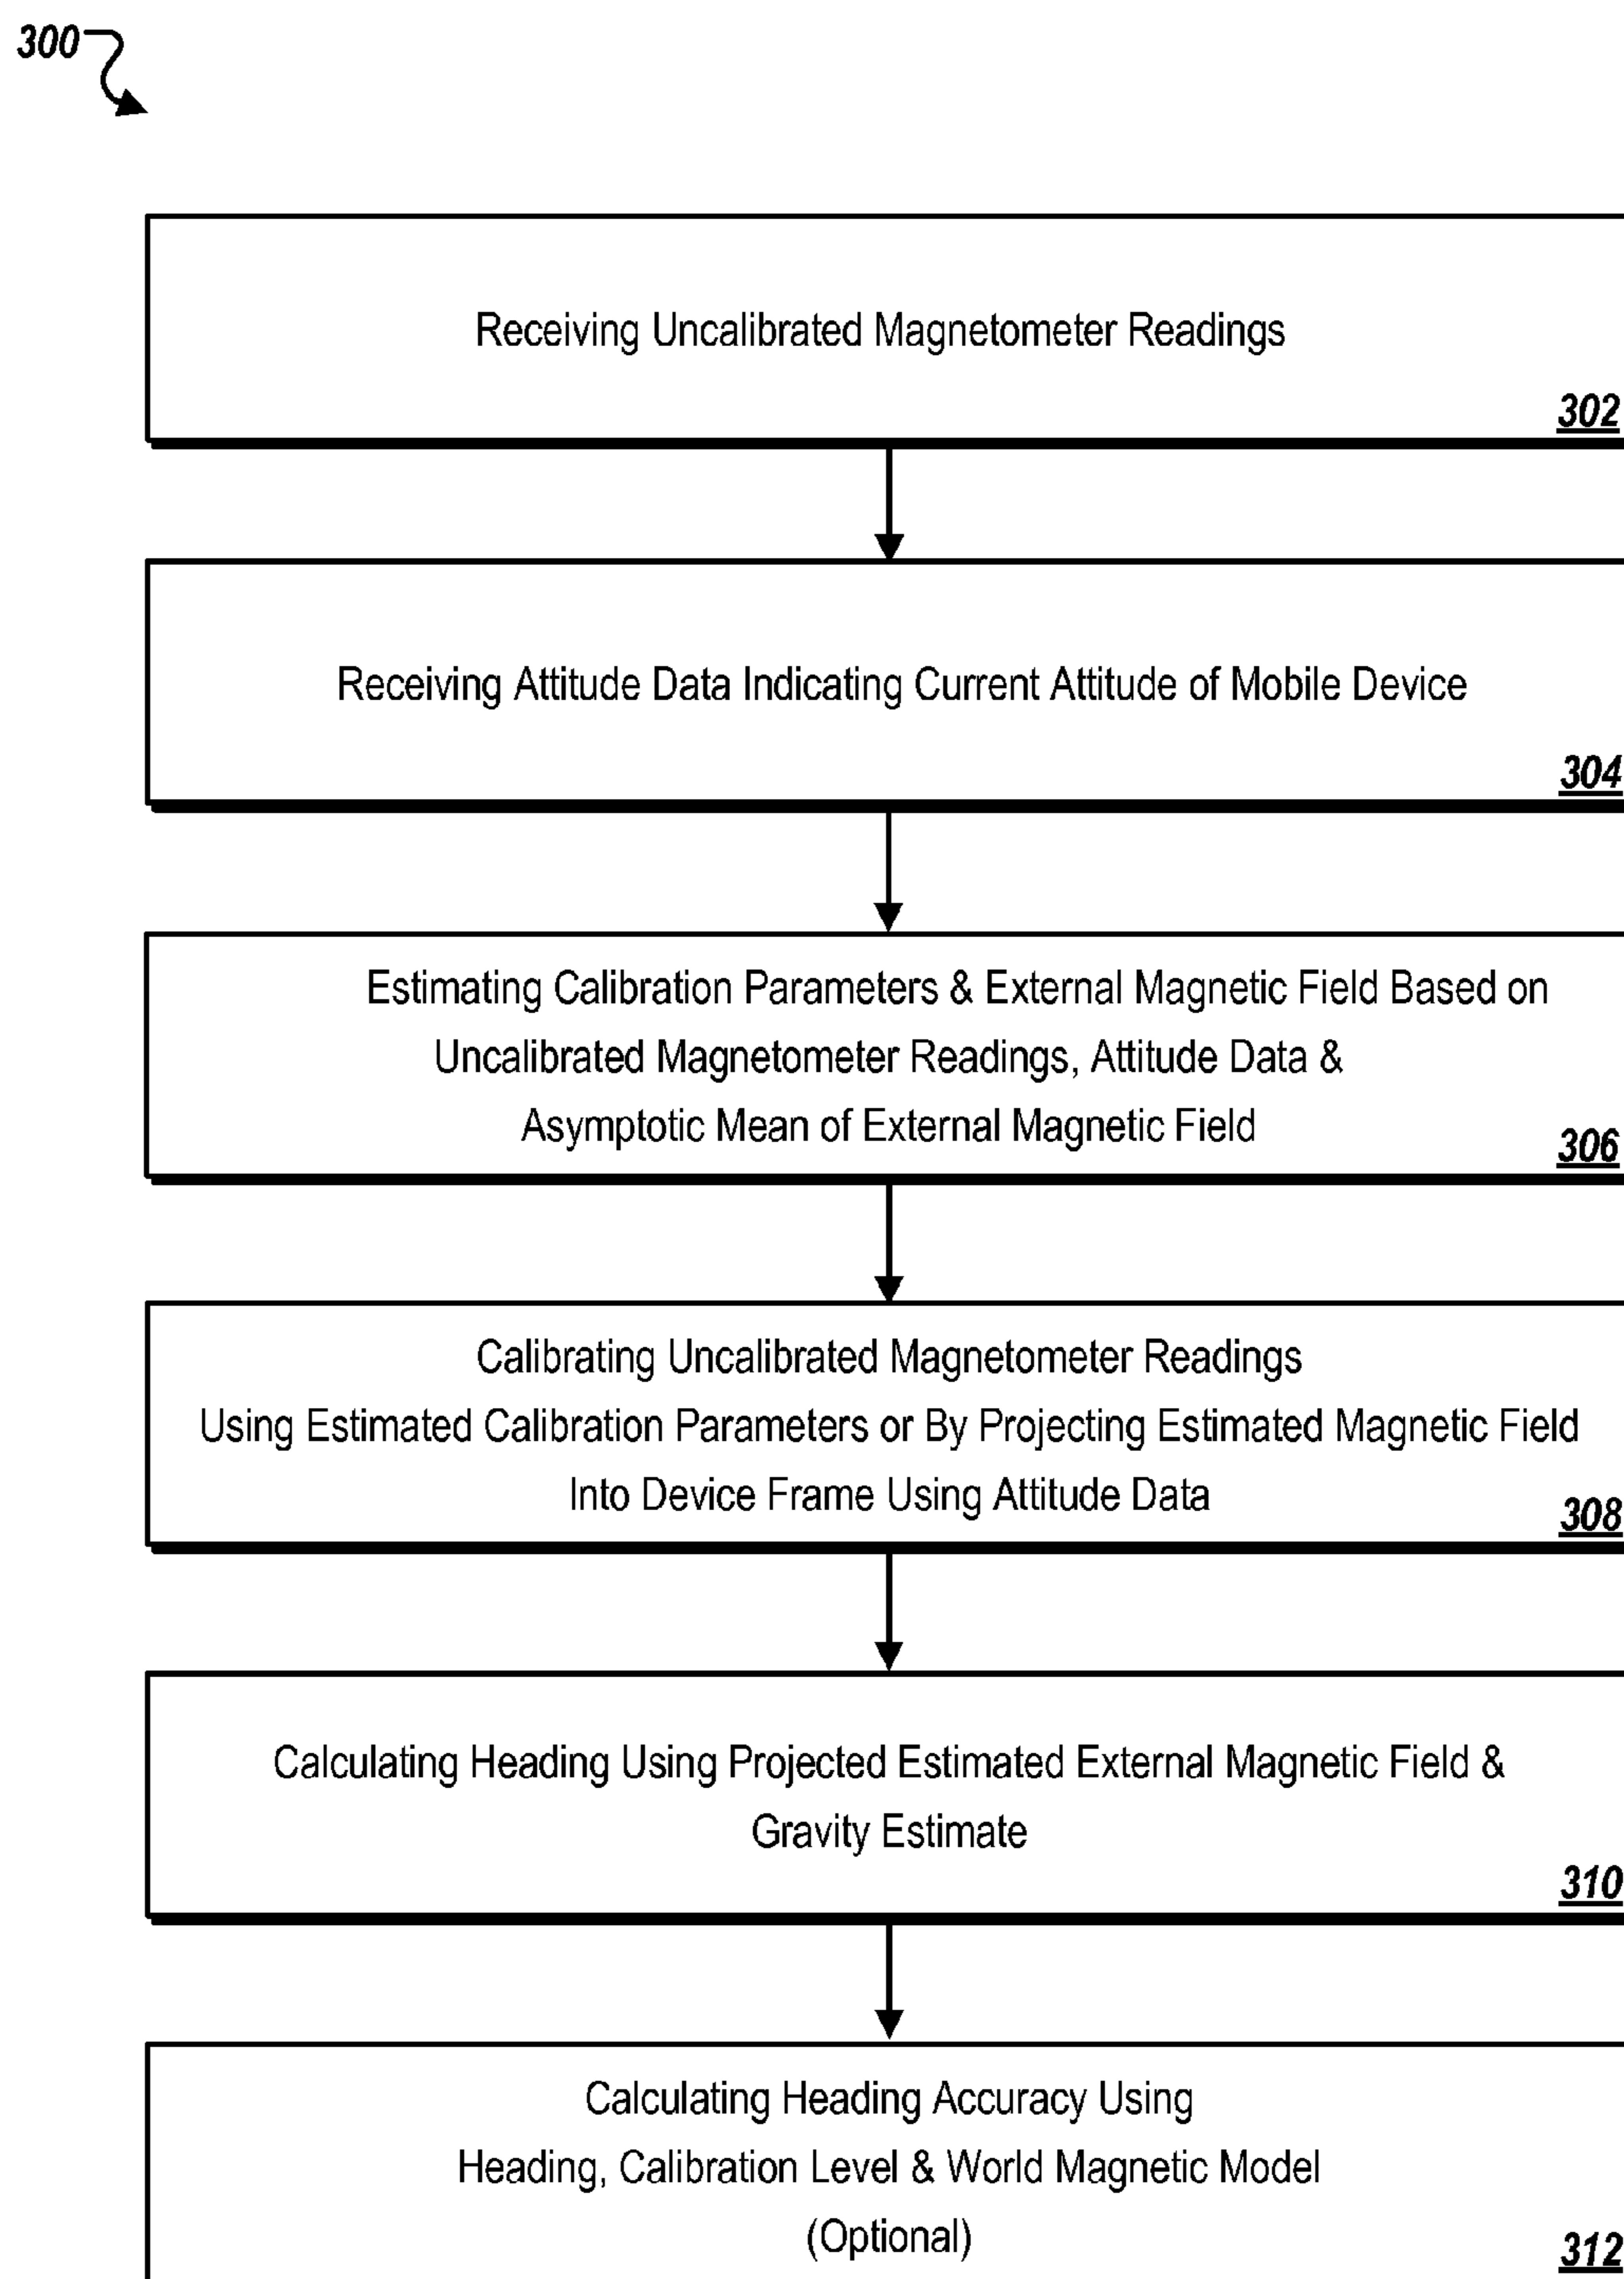 300
Receiving Uncalibrated Magnetometer Readings
302
Receiving Attitude Data Indicating Current Attitude of Mobile Device
304
Estimating Calibration Parameters & External Magnetic Field Based on
Uncalibrated Magnetometer Readings, Attitude Data &
Asymptotic Mean of External Magnetic Field
306
Calibrating Uncalibrated Magnetometer Readings
Using Estimated Calibration Parameters or By Projecting Estimated Magnetic Field
Into Device Frame Using Attitude Data
308
Calculating Heading Using Projected Estimated External Magnetic Field &
Gravity Estimate
310
Calculating Heading Accuracy Using
Heading, Calibration Level & World Magnetic Model
(Optional)
312